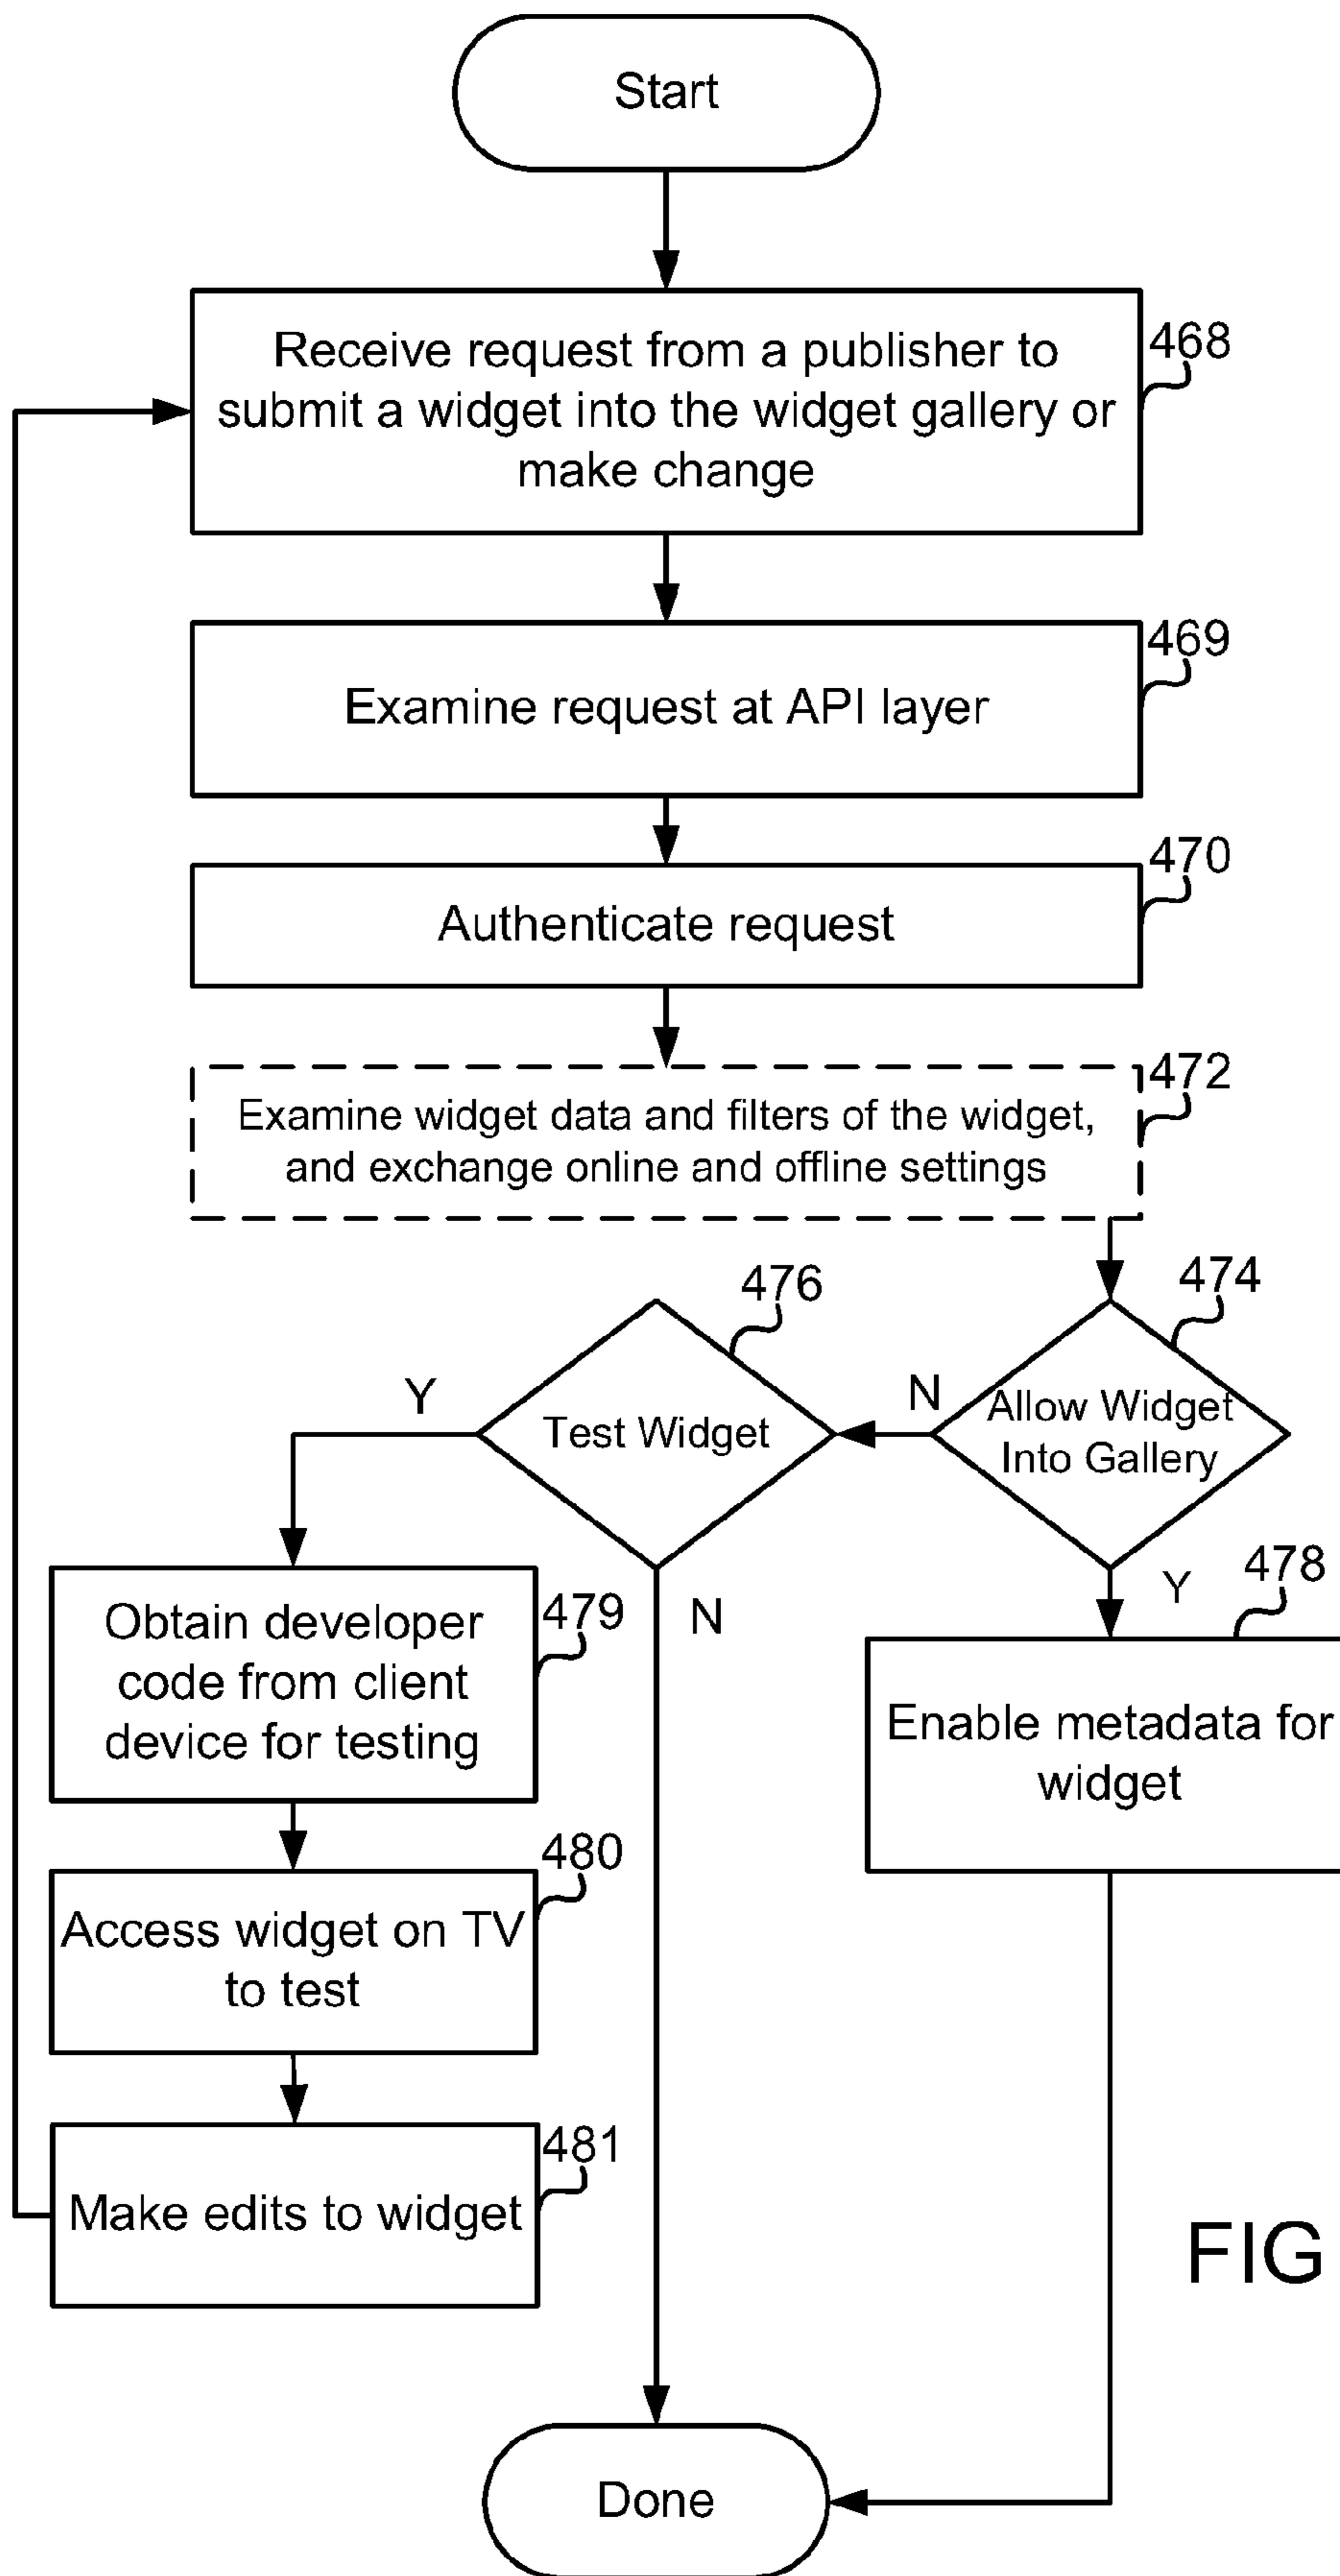 Start
Receive request from a publisher to
submit a widget into the widget gallery or
make change
468
Examine request at API layer
469
Authenticate request
470
Examine widget data and filters of the widget,
and exchange online and offline settings
472
476
474
Y
Test Widget
N
Allow Widget
Into Gallery
Y
478
N
Obtain developer
code from client
device for testing
479
Enable metadata for
widget
480
Access widget on TV
to test
481
Make edits to widget
FIG
Done